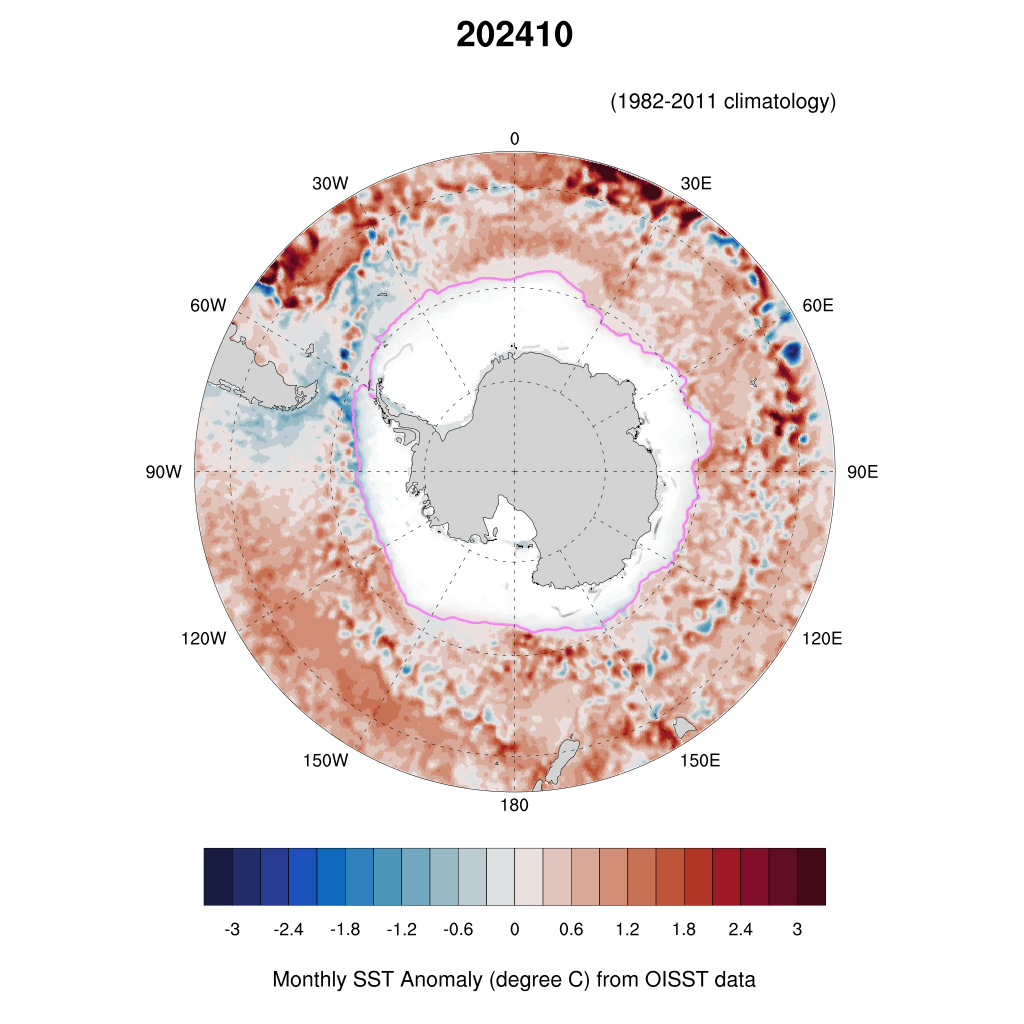 202410
(1982-2011 climatology)
0
30W
30E
60W
60E
90W
90E
120W
120E
150W
150E
180
-3 -2.4 -1.8 -1.2 -0.6 0 0.6 1.2 1.8 2.4 3
Monthly SST Anomaly (degree C) from OISST data